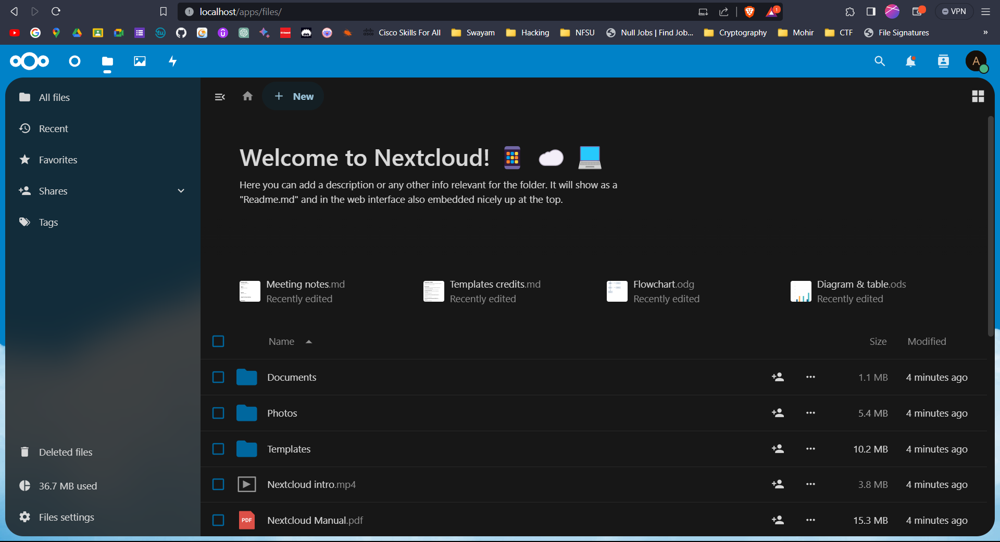 localhost/apps/files/
1
VPN
Cisco Skills For All
Swayam
Hacking
NFSU
Null Jobs | Find Job...
Cryptography
Mohir
CTF
File Signatures
»
A
All files
Recent
Favorites
Shares
Tags
Deleted files
36.7 MB used
Files settings
+ New
Welcome to Nextcloud!
Here you can add a description or any other info relevant for the folder. It will show as a
"Readme.md" and in the web interface also embedded nicely up at the top.
Meeting notes.md
Recently edited
Templates credits.md
Recently edited
Flowchart.odg
Recently edited
Diagram & table.ods
Recently edited
Name Size Modified
Documents 1.1 MB 4 minutes ago
Photos 5.4 MB 4 minutes ago
Templates 10.2 MB 4 minutes ago
Nextcloud intro.mp4 3.8 MB 4 minutes ago
PDF Nextcloud Manual.pdf 15.3 MB 4 minutes ago